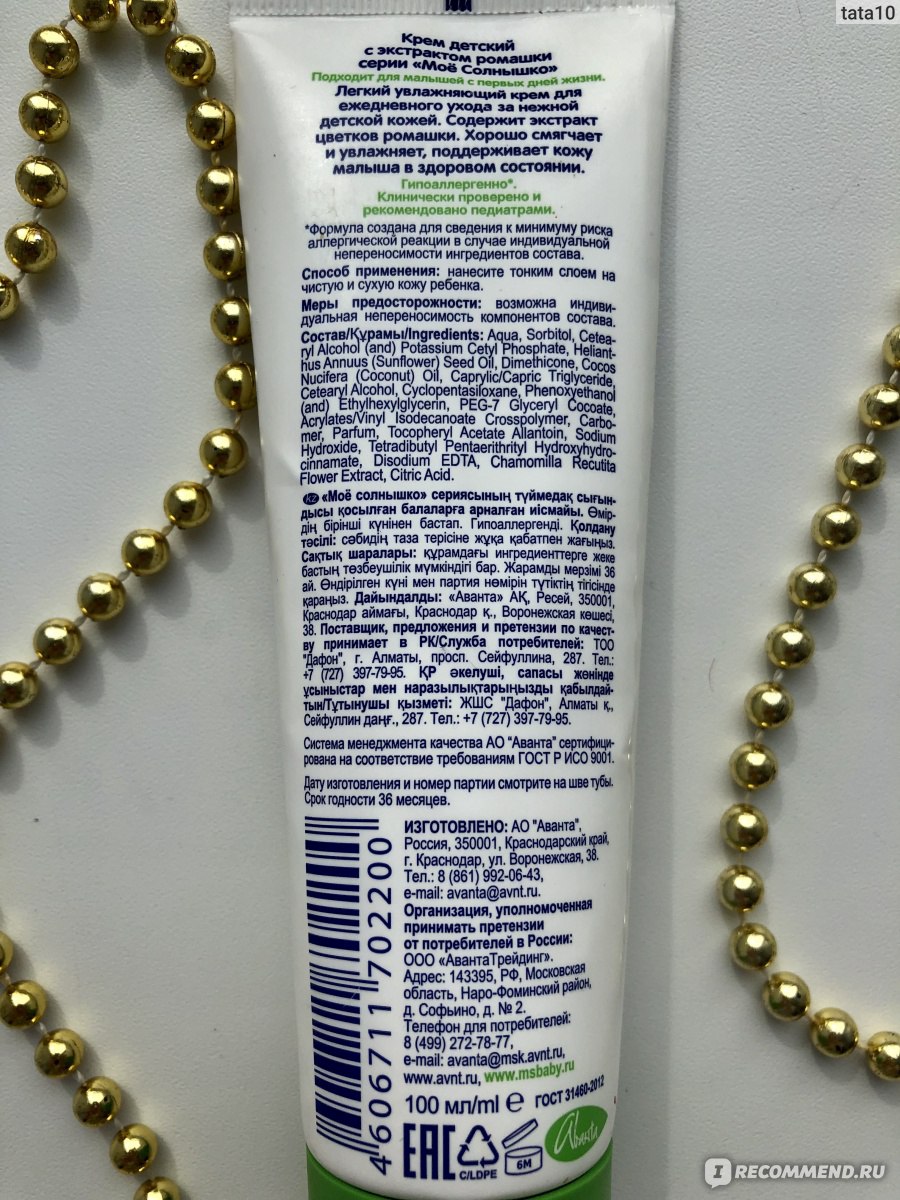 tata10
Крем детский
с экстрактом ромашки
серии «Моё Солнышко»
Подходит для малышей с первых дней жизни.
Легкий увлажняющий крем для
ежедневного ухода за нежной
детской кожей. Содержит экстракт
цветков ромашки. Хорошо смягчает
и увлажняет, поддерживает кожу
малыша в здоровом состоянии.
Гипоаллергенно*.
Клинически проверено и
рекомендовано педиатрами.
*Формула создана для сведения к минимуму риска
аллергической реакции в случае индивидуальной
непереносимости ингредиентов состава.
Способ применения: нанесите тонким слоем на
чистую и сухую кожу ребенка.
Меры предосторожности: возможна индиви-
дуальная непереносимость компонентов состава.
Состав/Құрамы/Ingredients: Aqua, Sorbitol, Cetea-
ryl Alcohol (and) Potassium Cetyl Phosphate, Helian-
thus Annuus (Sunflower) Seed Oil, Dimethicone, Cocos
Nucifera (Coconut) Oil, Caprylic/Capric Triglyceride,
Cetearyl Alcohol, Cyclopentasiloxane, Phenoxyethanol
(and) Ethylhexylglycerin, PEG-7 Glyceryl Cocoate,
Acrylates/Vinyl Isodecanoate Crosspolymer, Carbo-
mer, Parfum, Tocopheryl Acetate Allantoin, Sodium
Hydroxide, Tetradibutyl Pentaerithrityl Hydroxyhydro-
cinnamate, Disodium EDTA, Chamomilla Recutita
Flower Extract, Citric Acid.
KZ «Моё солнышко» сериясының түймедақ сығын-
дысы қосылған балаларға арналған иісмайы. Өмір-
дің бірінші күнінен бастап. Гипоаллергенді. Қолдану
тәсілі: сәбидің таза терісіне жұқа қабатпен жағыңыз.
Сақтық шаралары: құрамдағы ингредиенттерге жеке
бастың төзбеушілік мүмкіндігі бар. Жарамды мерзімі 36
ай. Өндірілген күні мен партия нөмірін түтіктің тігісінде
қараңыз. Дайындалды: «Аванта» АҚ, Ресей, 350001,
Краснодар аймағы, Краснодар қ., Воронежская көшесі,
38. Поставщик, предложения и претензии по качест-
ву принимает в РК/Служба потребителей: ТОО
"Дафон", г. Алматы, просп. Сейфуллина, 287. Тел.:
+7 (727) 397-79-95. ҚР әкелуші, сапасы жөнінде
ұсыныстар мен наразылықтарыңызды қабылдай-
тын/Тұтынушы қызметі: ЖШС "Дафон", Алматы қ.,
Сейфуллин даңғ., 287. Тел.: +7 (727) 397-79-95.
Система менеджмента качества АО "Аванта" сертифици-
рована на соответствие требованиям ГОСТ Р ИСО 9001.
Дату изготовления и номер партии смотрите на шве тубы.
Срок годности 36 месяцев.
ИЗГОТОВЛЕНО: АО "Аванта",
Россия, 350001, Краснодарский край,
г. Краснодар, ул. Воронежская, 38.
Тел.: 8 (861) 992-06-43,
e-mail: avanta@avnt.ru.
Организация, уполномоченная
принимать претензии
от потребителей в России:
ООО «АвантаТрейдинг».
Адрес: 143395, РФ, Московская
область, Наро-Фоминский район,
д. Софьино, д. № 2.
Телефон для потребителей:
8 (499) 272-78-77,
e-mail: avanta@msk.avnt.ru,
www.avnt.ru, www.msbaby.ru
100 мл/ml e ГОСТ 31460-2012
4 606711 702200
EAC
C/LDPE
6M
Avanta
IRECOMMEND.RU